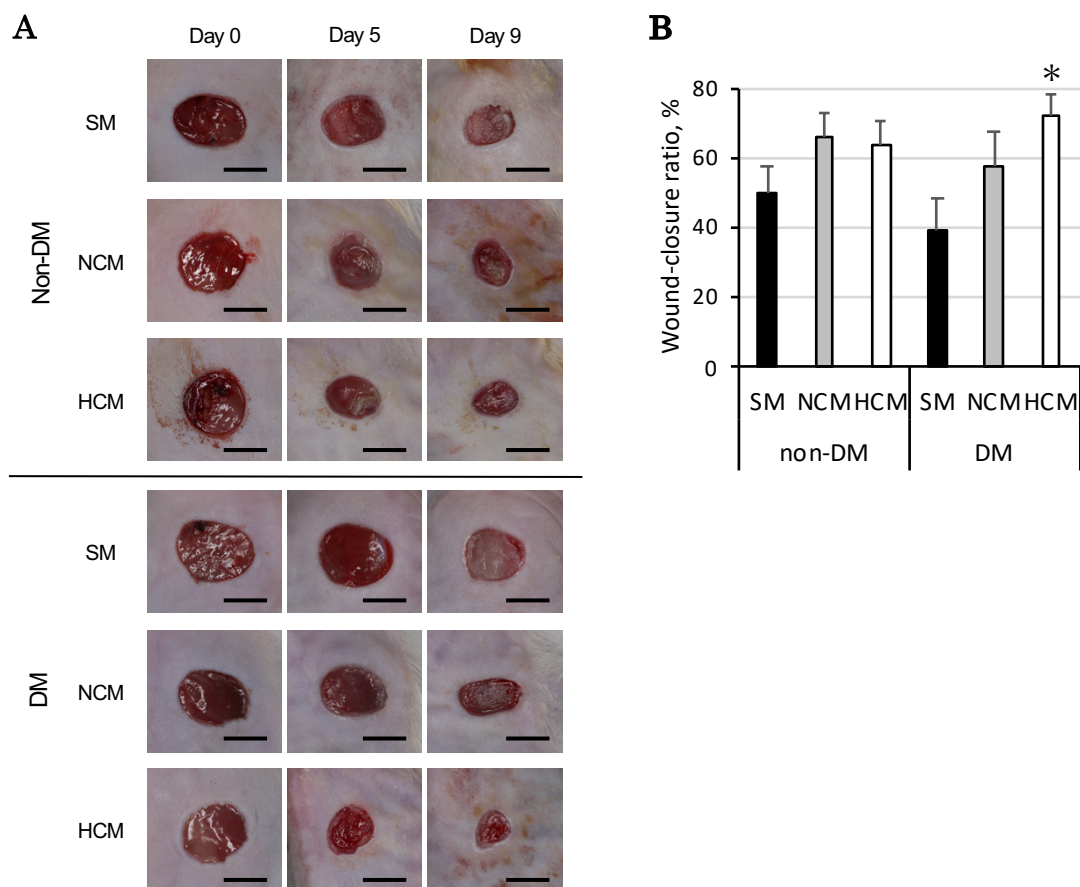 A
Day 0 Day 5 Day 9
Non-DM
SM
NCM
HCM
DM
SM
NCM
HCM
B
*
Wound-closure ratio, %
80
60
40
20
0
SM NCM HCM SM NCM HCM
non-DM DM